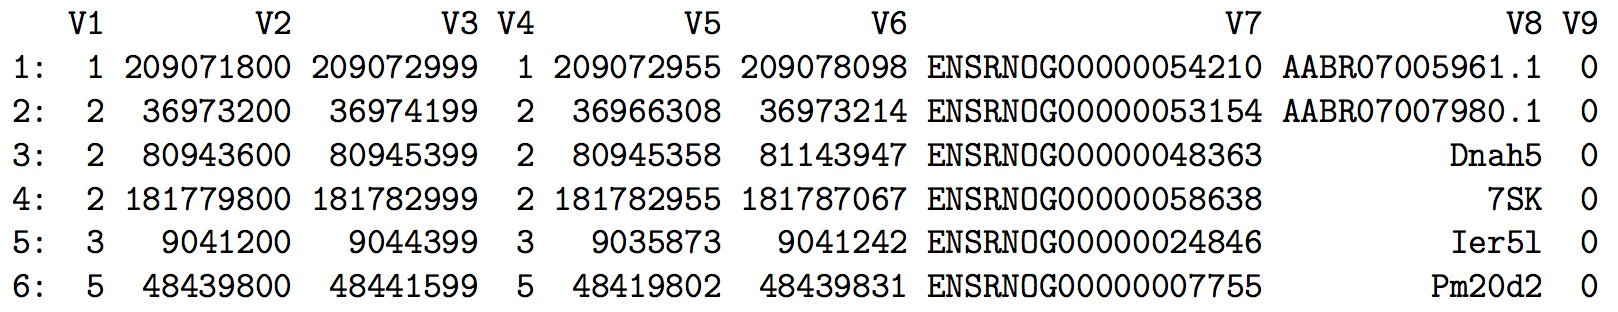 V1 V2 V3 V4 V5 V6 V7 V8 V9
1: 1 209071800 209072999 1 209072955 209078098 ENSRNOG00000054210 AABR07005961.1 0
2: 2 36973200 36974199 2 36966308 36973214 ENSRNOG00000053154 AABR07007980.1 0
3: 2 80943600 80945399 2 80945358 81143947 ENSRNOG00000048363 Dnah5 0
4: 2 181779800 181782999 2 181782955 181787067 ENSRNOG00000058638 7SK 0
5: 3 9041200 9044399 3 9035873 9041242 ENSRNOG00000024846 Ier5l 0
6: 5 48439800 48441599 5 48419802 48439831 ENSRNOG00000007755 Pm20d2 0